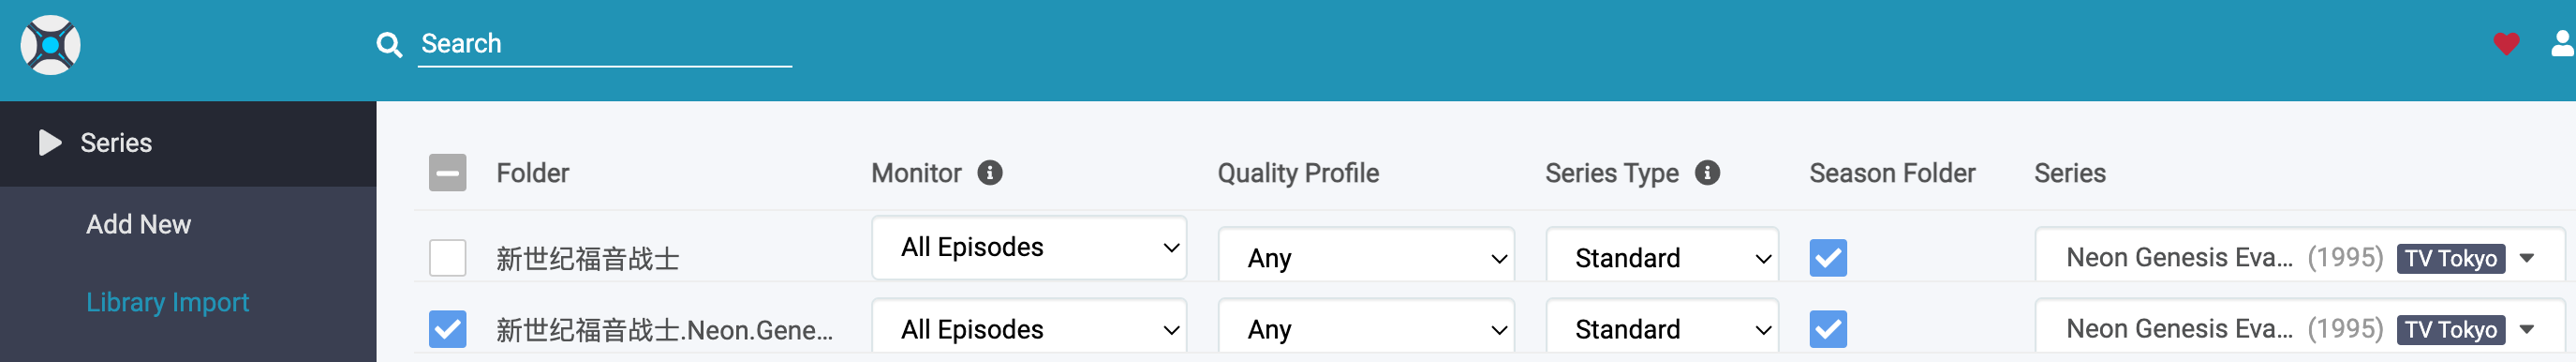 Search
Series
Add New
Library Import
Folder Monitor Quality Profile Series Type Season Folder Series
新世纪福音战士 All Episodes Any Standard Neon Genesis Eva... (1995) TV Tokyo
新世纪福音战士.Neon.Gene... All Episodes Any Standard Neon Genesis Eva... (1995) TV Tokyo